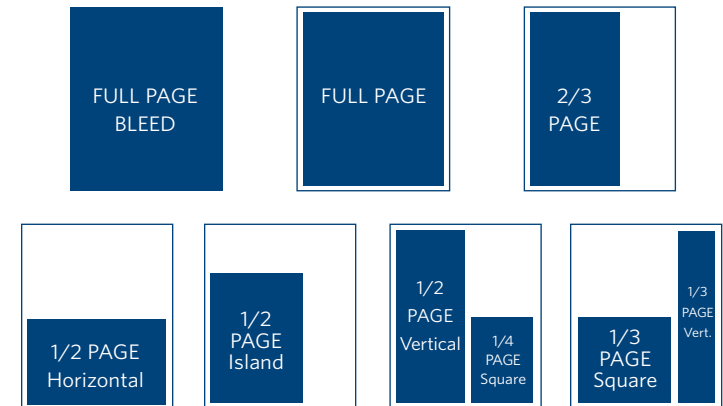 FULL PAGE
BLEED
FULL PAGE
2/3
PAGE
1/2 PAGE
Horizontal
1/2
PAGE
Island
1/2
PAGE
Vertical
1/4
PAGE
Square
1/3
PAGE
Square
1/3
PAGE
Vert.